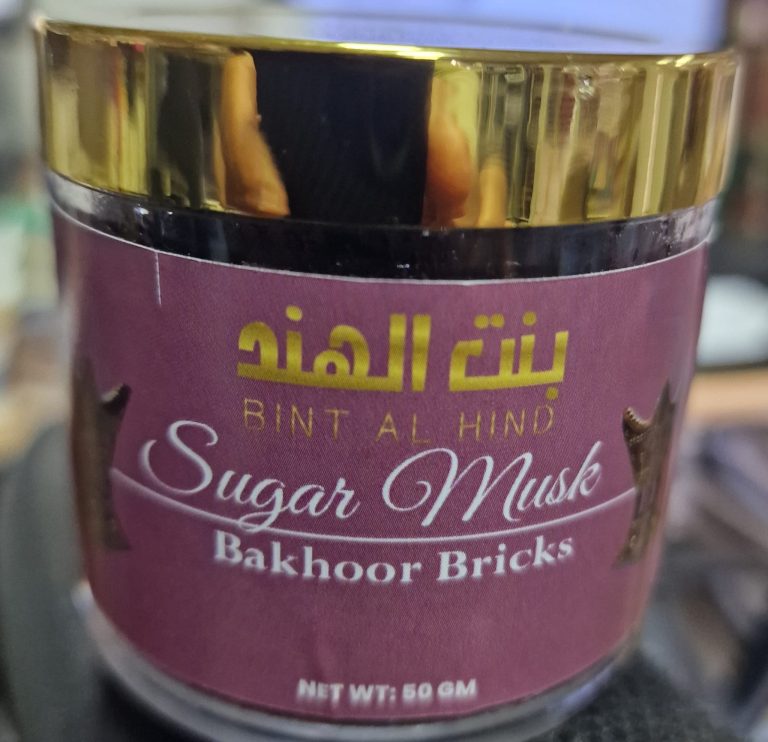 بنت الهند
BINT AL HIND
Sugar Musk
Bakhoor Bricks
NET WT: 50 GM